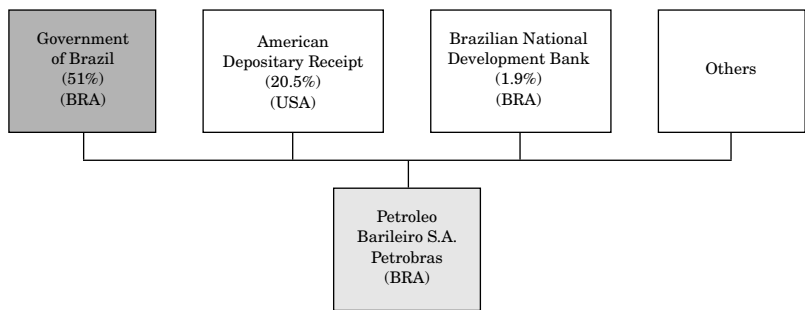 Government
of Brazil
(51%)
(BRA)
American
Depositary Receipt
(20.5%)
(USA)
Brazilian National
Development Bank
(1.9%)
(BRA)
Others
Petroleo
Barileiro S.A.
Petrobras
(BRA)